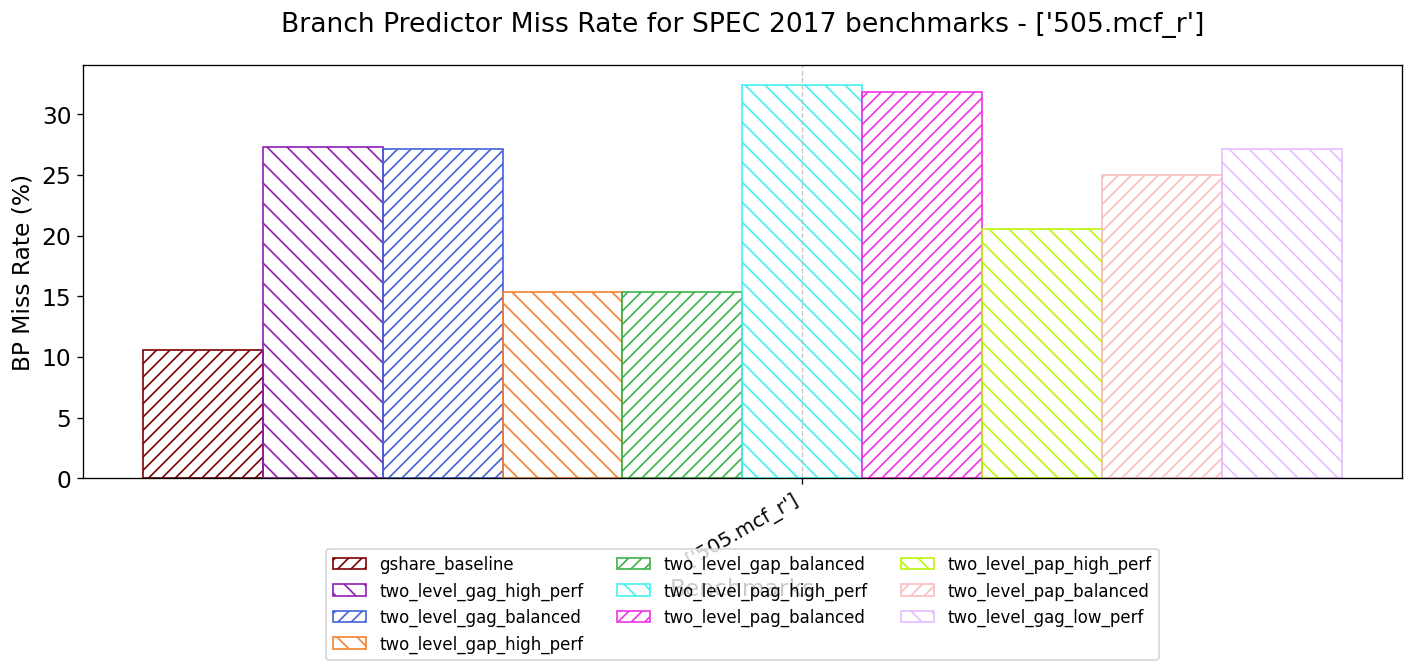 Branch Predictor Miss Rate for SPEC 2017 benchmarks - ['505.mcf_r']
BP Miss Rate (%)
30
25
20
15
10
5
0
['505.mcf_r']
Benchmarks
gshare_baseline
two_level_gag_high_perf
two_level_gag_balanced
two_level_gap_high_perf
two_level_gap_balanced
two_level_pag_high_perf
two_level_pag_balanced
two_level_pap_high_perf
two_level_pap_balanced
two_level_gag_low_perf